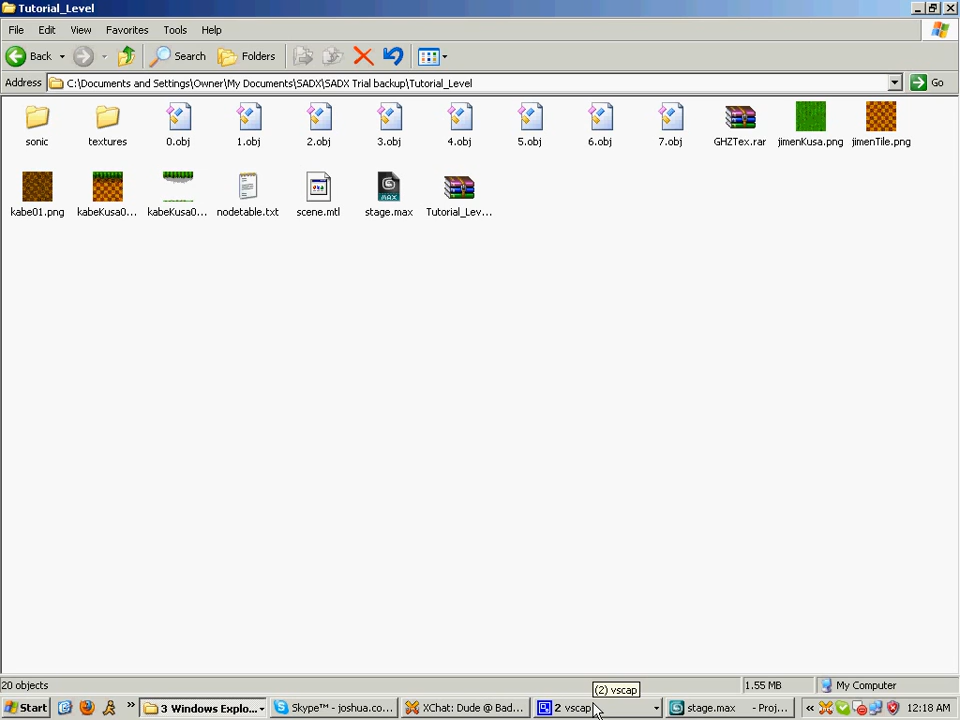 Tutorial_Level
File Edit View Favorites Tools Help
Back Search Folders
Address C:\Documents and Settings\Owner\My Documents\SADX\SADX Trial backup\Tutorial_Level Go
sonic textures 0.obj 1.obj 2.obj 3.obj 4.obj 5.obj 6.obj 7.obj GHZTex.rar jimenKusa.png jimenTile.png
MAX
kabe01.png kabeKusa0... kabeKusa0... nodetable.txt scene.mtl stage.max Tutorial_Lev...
20 objects (2) vscap 1.55 MB My Computer
Start » 3 Windows Explo... Skype™ - joshua.co... XChat: Dude @ Bad... 2 vscap stage.max - Proj... « 12:18 AM